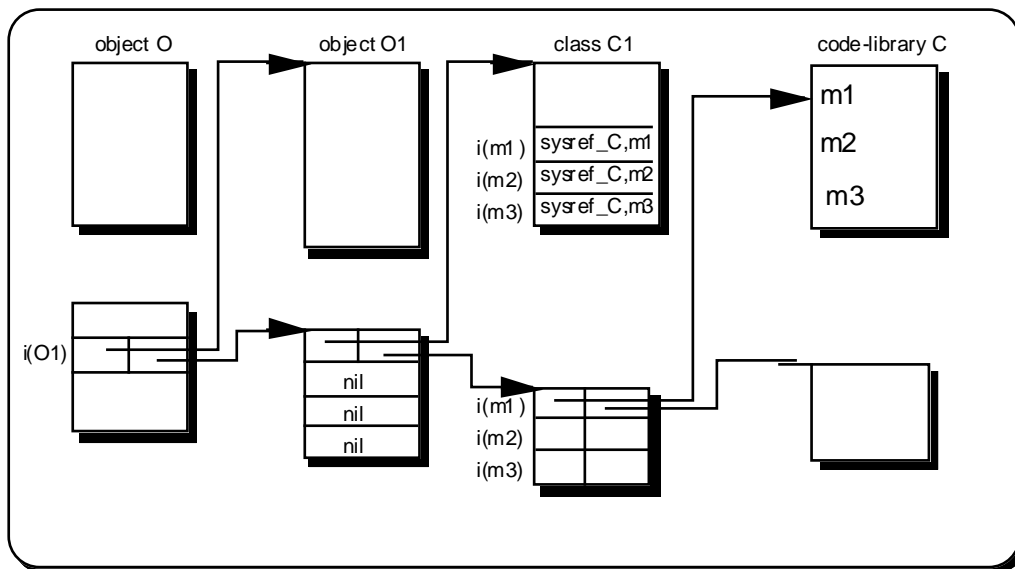 object O
object O1
class C1
code-library C
m1
m2
m3
i(m1)
sysref_C,m1
i(m2)
sysref_C,m2
i(m3)
sysref_C,m3
i(O1)
nil
nil
nil
i(m1)
i(m2)
i(m3)